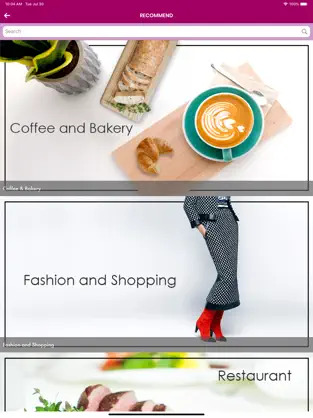 10:04 AM Tue Jul 30
100%
RECOMMEND
Search
Coffee and Bakery
Coffee & Bakery
Fashion and Shopping
Fashion and Shopping
Restaurant